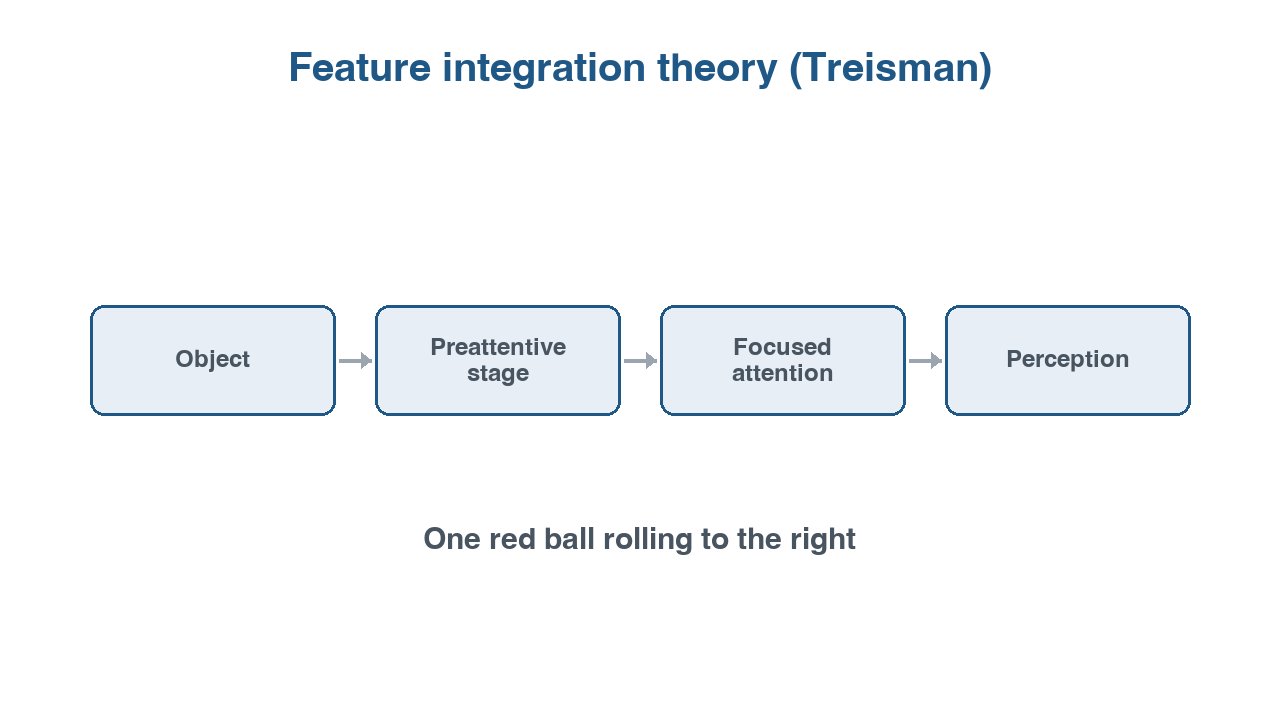 Feature integration theory (Treisman)
Object
Preattentive
stage
Focused
attention
Perception
One red ball rolling to the right